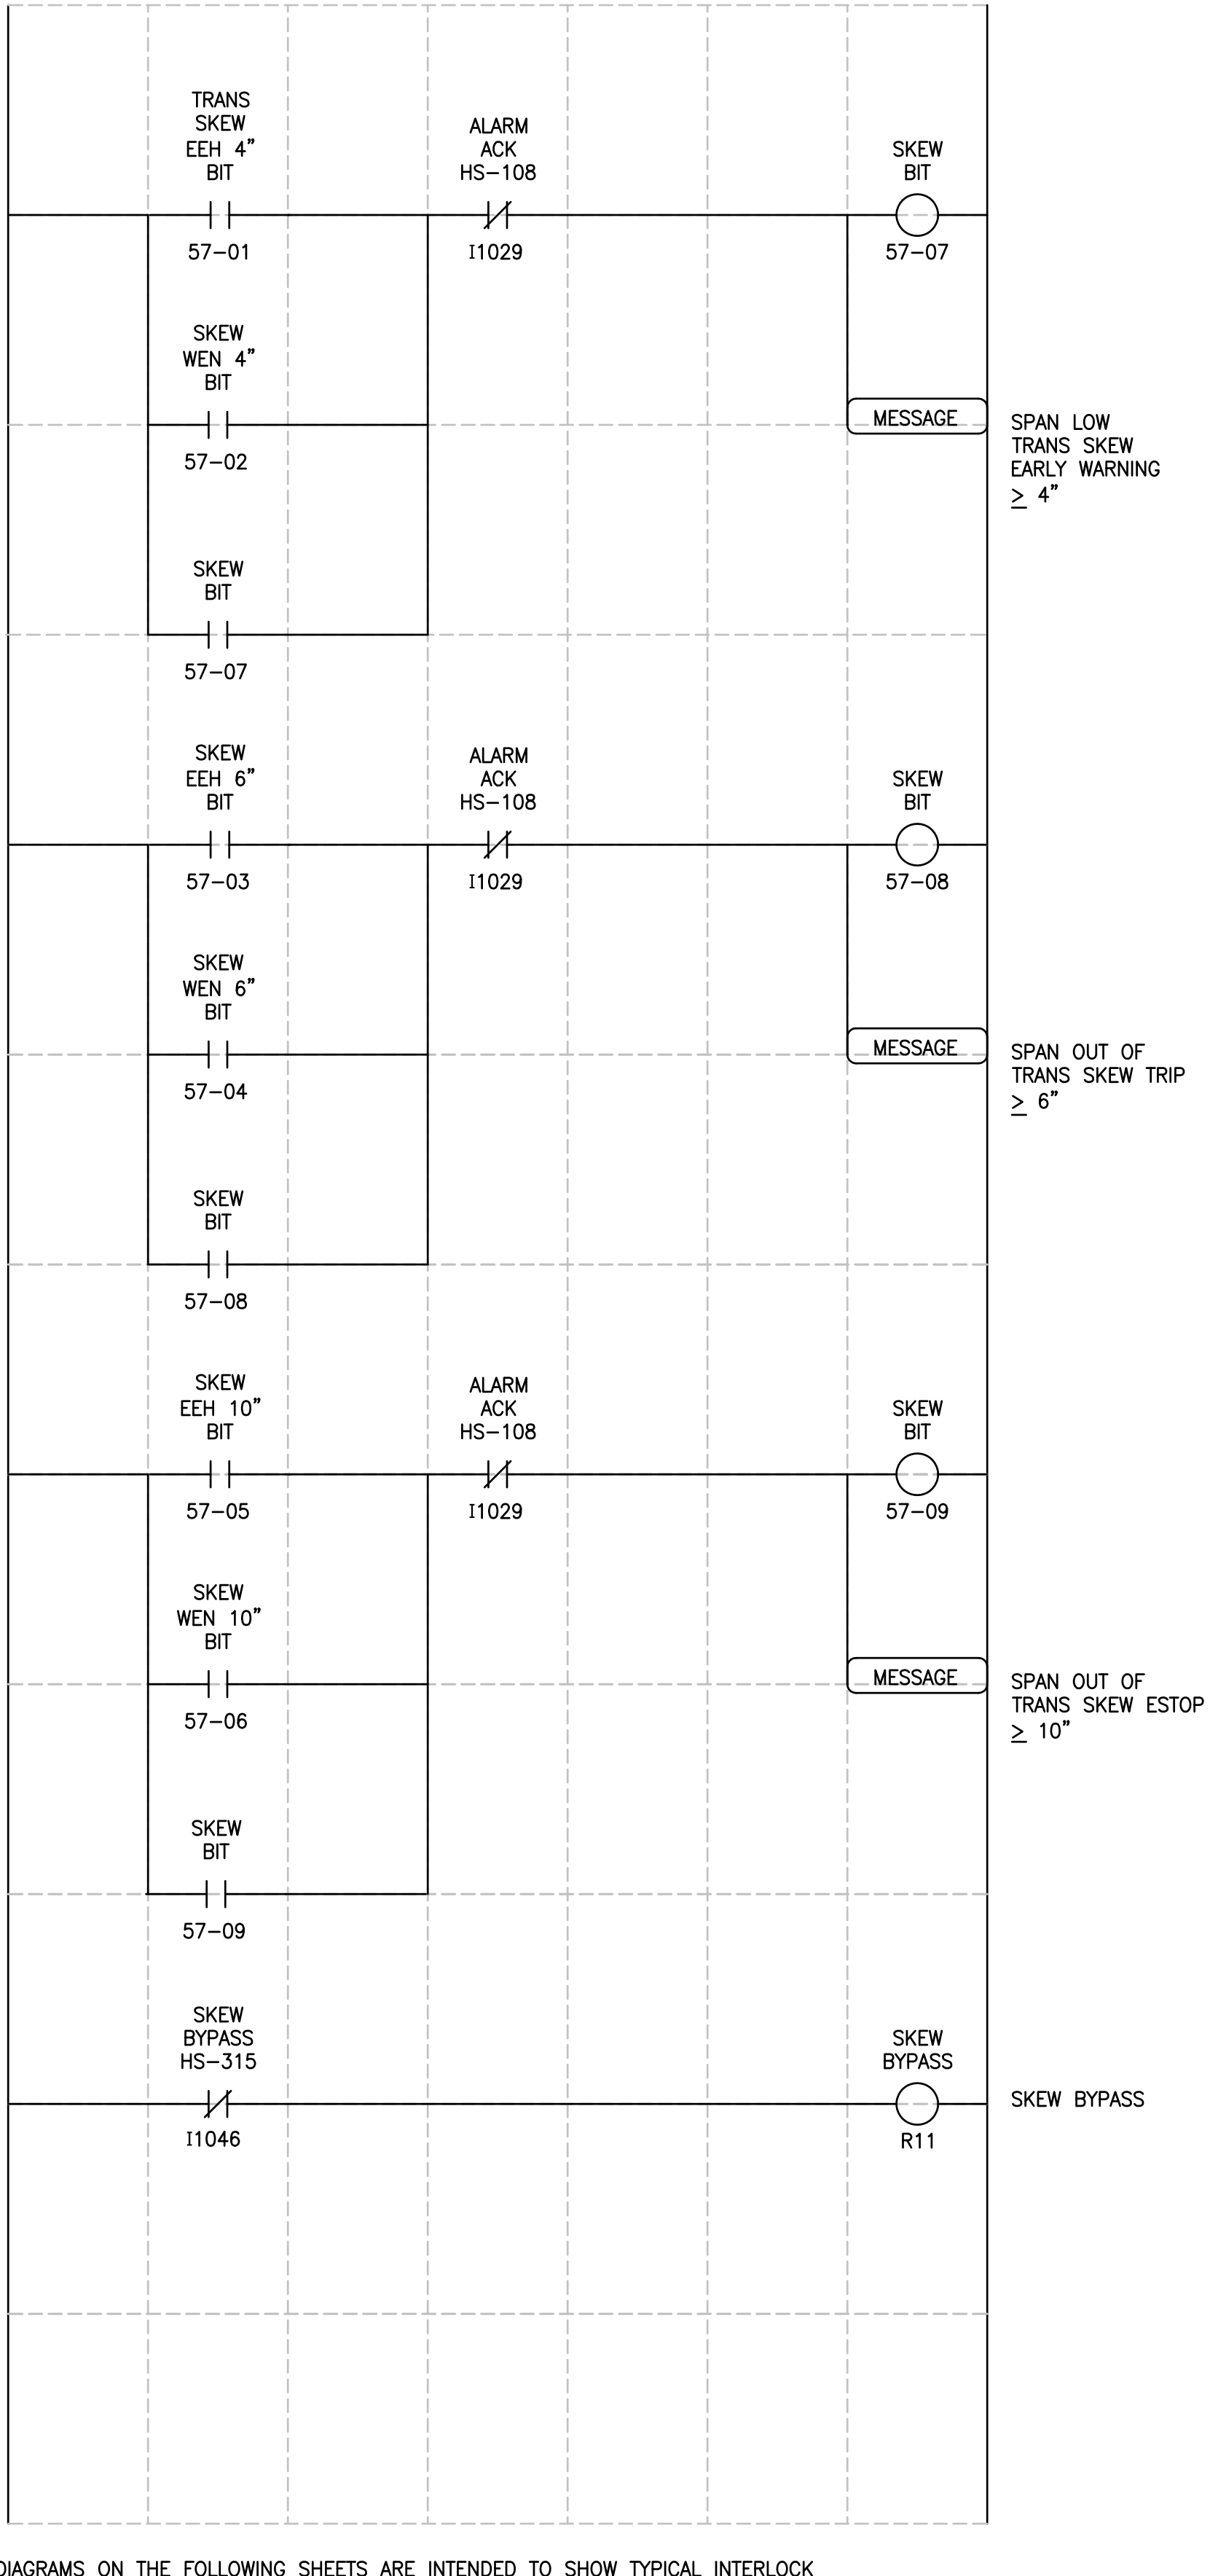 TRANS
SKEW
EEH 4”
BIT
57-01
ALARM
ACK
HS-108
I1029
SKEW
BIT
57-07
SKEW
WEN 4”
BIT
57-02
MESSAGE
SPAN LOW
TRANS SKEW
EARLY WARNING
≥ 4”
SKEW
BIT
57-07
SKEW
EEH 6”
BIT
57-03
ALARM
ACK
HS-108
I1029
SKEW
BIT
57-08
SKEW
WEN 6”
BIT
57-04
MESSAGE
SPAN OUT OF
TRANS SKEW TRIP
≥ 6”
SKEW
BIT
57-08
SKEW
EEH 10”
BIT
57-05
ALARM
ACK
HS-108
I1029
SKEW
BIT
57-09
SKEW
WEN 10”
BIT
57-06
MESSAGE
SPAN OUT OF
TRANS SKEW ESTOP
≥ 10”
SKEW
BIT
57-09
SKEW
BYPASS
HS-315
I1046
SKEW
BYPASS
R11
SKEW BYPASS
DIAGRAMS ON THE FOLLOWING SHEETS ARE INTENDED TO SHOW TYPICAL INTERLOCK